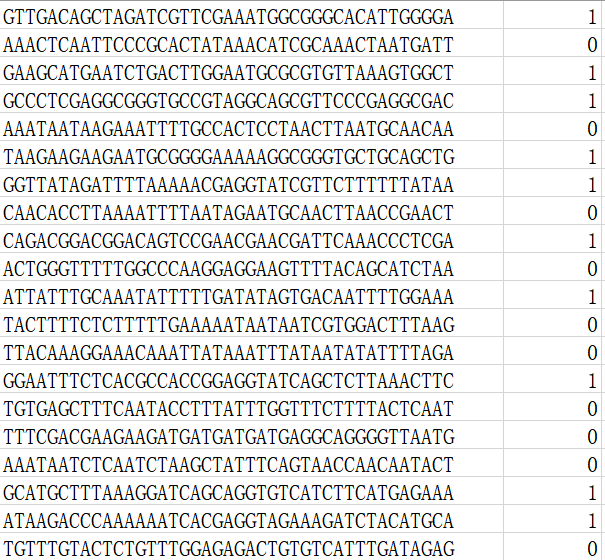 GTTGACAGCTAGATCGTTCGAAATGGCGGGCACATTGGGGA 1
AAACTCAATTCCCGCACTATAAACATCGCAAACTAATGATT 0
GAAGCATGAATCTGACTTGGAATGCGCGTGTTAAAGTGGCT 1
GCCCTCGAGGCGGGTGCCGTAGGCAGCGTTCCCGAGGCGAC 1
AAATAATAAGAAATTTTGCCACTCCTAACTTAATGCAACAA 0
TAAGAAGAAGAATGCGGGGAAAAAGGCGGGTGCTGCAGCTG 1
GGTTATAGATTTTAAAAACGAGGTATCGTTCTTTTTTATAA 1
CAACACCTTAAAATTTTAATAGAATGCAACTTAACCGAACT 0
CAGACGGACGGACAGTCCGAACGAACGATTCAAACCCTCGA 1
ACTGGGTTTTTGGCCCAAGGAGGAAGTTTTACAGCATCTAA 0
ATTATTTGCAAATATTTTTGATATAGTGACAATTTTGGAAA 1
TACTTTTCTCTTTTTGAAAAATAATAATCGTGGACTTTAAG 0
TTACAAAGGAAACAAATTATAAATTTATAATATATTTTAGA 0
GGAATTTCTCACGCCACCGGAGGTATCAGCTCTTAAACTTC 1
TGTGAGCTTTCAATACCTTTATTTGGTTTCTTTTACTCAAT 0
TTTCGACGAAGAAGATGATGATGATGAGGCAGGGGTTAATG 0
AAATAATCTCAATCTAAGCTATTTCAGTAACCAACAATACT 0
GCATGCTTTAAAGGATCAGCAGGTGTCATCTTCATGAGAAA 1
ATAAGACCCAAAAAATCACGAGGTAGAAAGATCTACATGCA 1
TGTTTGTACTCTGTTTGGAGAGACTGTGTCATTTGATAGAG 0